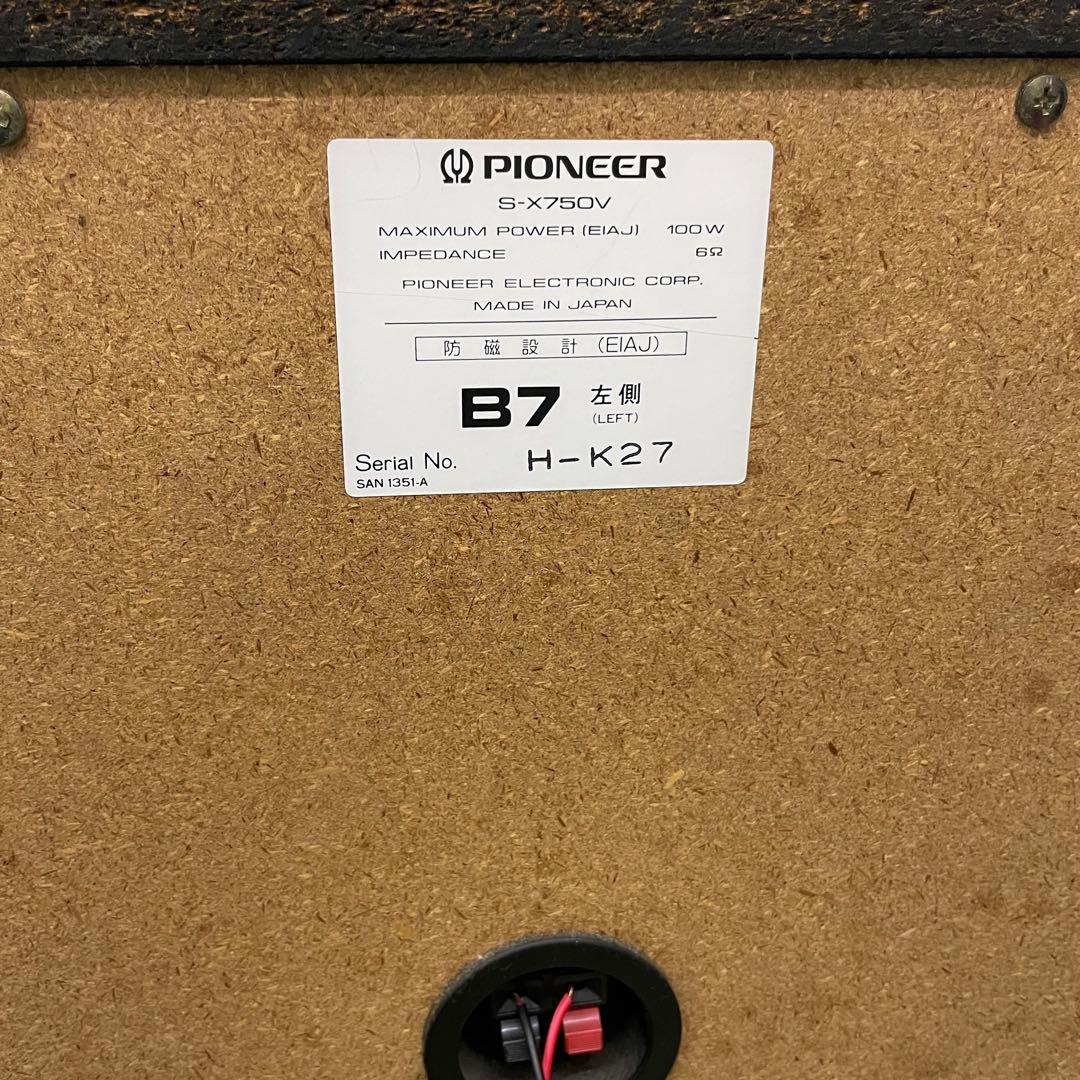 PIONEER
S-X750V
MAXIMUM POWER (EIAJ) 100W
IMPEDANCE 6Ω
PIONEER ELECTRONIC CORP.
MADE IN JAPAN
防磁設計(EIAJ)
B7 左側
(LEFT)
Serial No. H-K27
SAN 1351-A